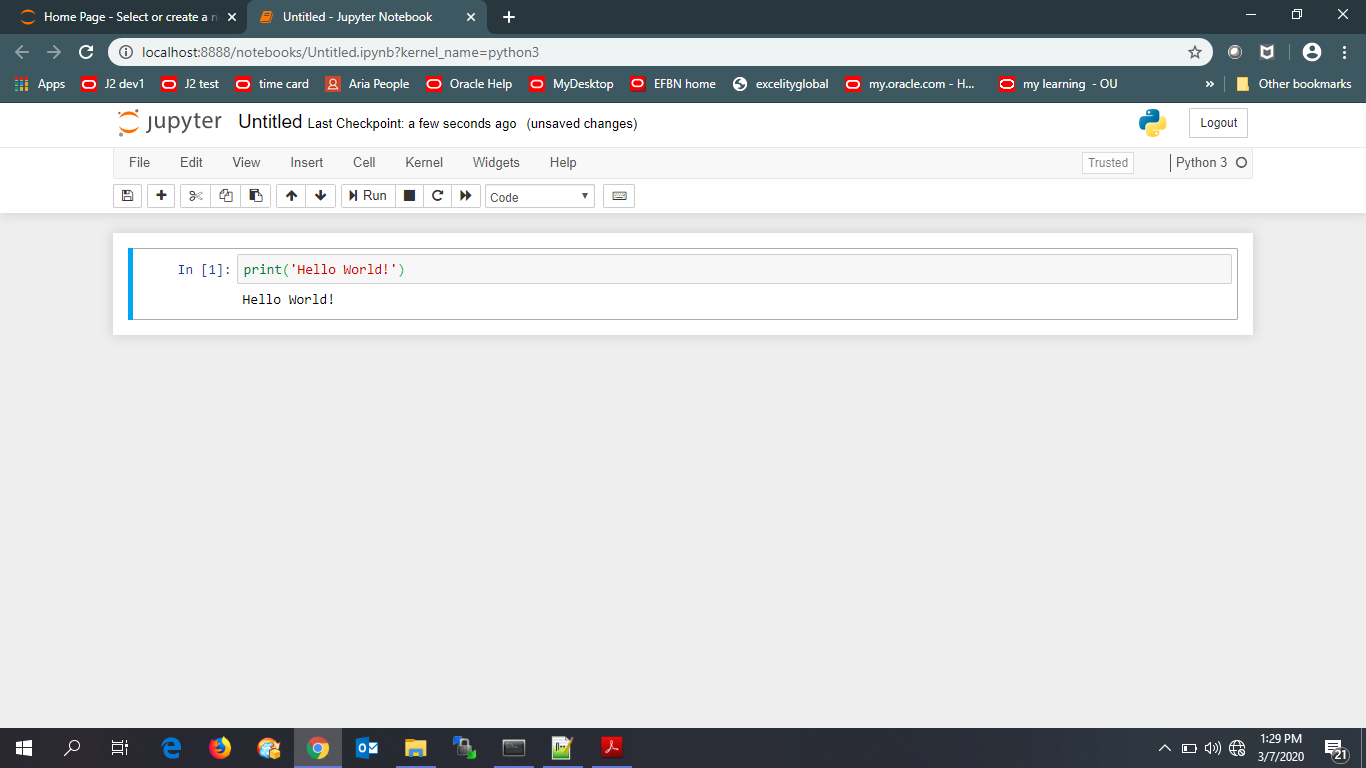 Home Page - Select or create a n
Untitled - Jupyter Notebook
localhost:8888/notebooks/Untitled.ipynb?kernel_name=python3
Apps J2 dev1 J2 test time card Aria People Oracle Help MyDesktop EFBN home excelityglobal my.oracle.com - H... my learning - OU » Other bookmarks
jupyter Untitled Last Checkpoint: a few seconds ago (unsaved changes) Logout
File Edit View Insert Cell Kernel Widgets Help Trusted Python 3
Run Code
In [1]: print('Hello World!')
Hello World!
1:29 PM
3/7/2020
21